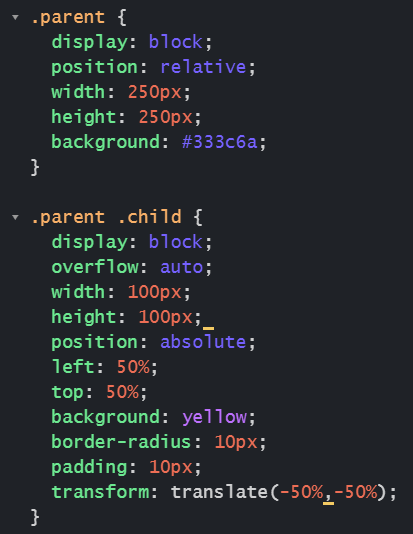 .parent {
display: block;
position: relative;
width: 250px;
height: 250px;
background: #333c6a;
}
.parent .child {
display: block;
overflow: auto;
width: 100px;
height: 100px;_
position: absolute;
left: 50%;
top: 50%;
background: yellow;
border-radius: 10px;
padding: 10px;
transform: translate(-50%,-50%);
}